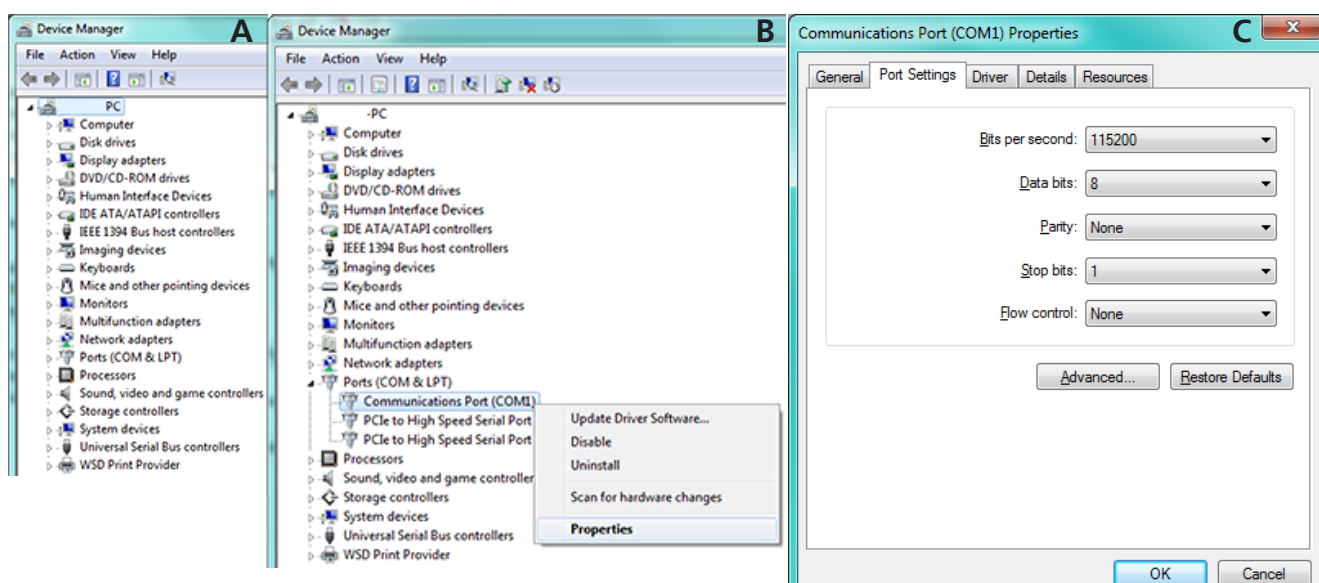 Device Manager A
File Action View Help
PC
Computer
Disk drives
Display adapters
DVD/CD-ROM drives
Human Interface Devices
IDE ATA/ATAPI controllers
IEEE 1394 Bus host controllers
Imaging devices
Keyboards
Mice and other pointing devices
Monitors
Multifunction adapters
Network adapters
Ports (COM & LPT)
Processors
Sound, video and game controllers
Storage controllers
System devices
Universal Serial Bus controllers
WSD Print Provider
Device Manager B
File Action View Help
-PC
Computer
Disk drives
Display adapters
DVD/CD-ROM drives
Human Interface Devices
IDE ATA/ATAPI controllers
IEEE 1394 Bus host controllers
Imaging devices
Keyboards
Mice and other pointing devices
Monitors
Multifunction adapters
Network adapters
Ports (COM & LPT)
Communications Port (COM1)
PCIe to High Speed Serial Port
PCIe to High Speed Serial Port
Processors
Sound, video and game controller
Storage controllers
System devices
Universal Serial Bus controllers
WSD Print Provider
Update Driver Software...
Disable
Uninstall
Scan for hardware changes
Properties
Communications Port (COM1) Properties C
General Port Settings Driver Details Resources
Bits per second: 115200
Data bits: 8
Parity: None
Stop bits: 1
Flow control: None
Advanced... Restore Defaults
OK Cancel